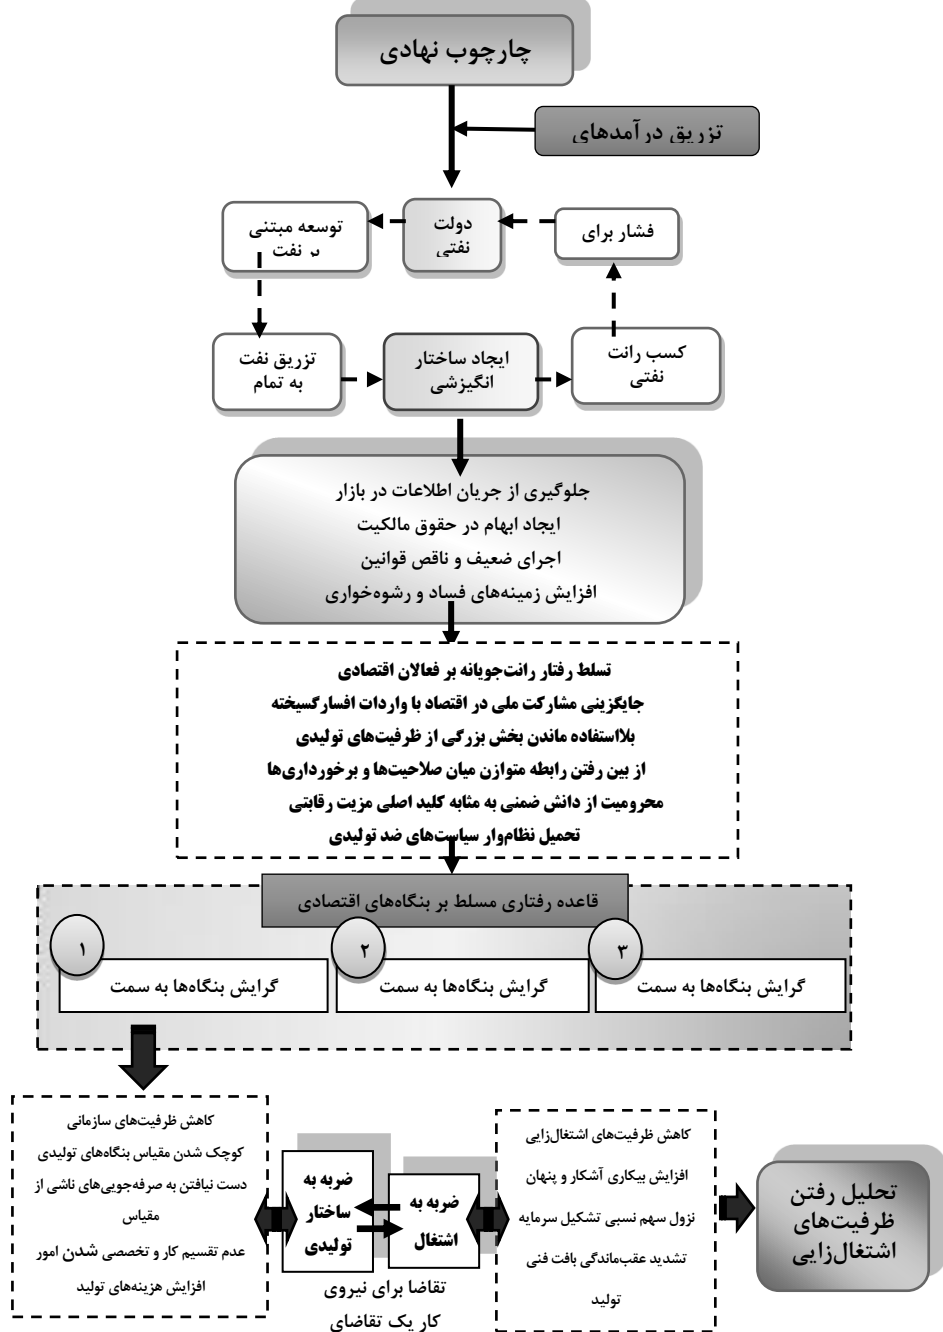 چارچوب نهادی
تزریق درآمدهای
فشار برای
دولت
نفتی
توسعه مبتنی
بر نفت
کسب رانت
نفتی
ایجاد ساختار
انگیزشی
تزریق نفت
به تمام
جلوگیری از جریان اطلاعات در بازار
ایجاد ابهام در حقوق مالکیت
اجرای ضعیف و ناقص قوانین
افزایش زمینه‌های فساد و رشوه‌خواری
تسلط رفتار رانت‌جویانه بر فعالان اقتصادی
جایگزینی مشارکت ملی در اقتصاد با واردات افسارگسیخته
بلااستفاده ماندن بخش بزرگی از ظرفیت‌های تولیدی
از بین رفتن رابطه متوازن میان صلاحیت‌ها و برخورداری‌ها
محرومیت از دانش ضمنی به مثابه کلید اصلی مزیت رقابتی
تحمیل نظام‌وار سیاست‌های ضد تولیدی
قاعده رفتاری مسلط بر بنگاه‌های اقتصادی
۳
۲
۱
گرایش بنگاه‌ها به سمت
گرایش بنگاه‌ها به سمت
گرایش بنگاه‌ها به سمت
تحلیل رفتن
ظرفیت‌های
اشتغال‌زایی
کاهش ظرفیت‌های اشتغال‌زایی
افزایش بیکاری آشکار و پنهان
نزول سهم نسبی تشکیل سرمایه
تشدید عقب‌ماندگی بافت فنی
تولید
ضربه به
اشتغال
ضربه به
ساختار
تولیدی
تقاضا برای نیروی
کار یک تقاضای
کاهش ظرفیت‌های سازمانی
کوچک شدن مقیاس بنگاه‌های تولیدی
دست نیافتن به صرفه‌جویی‌های ناشی از
مقیاس
عدم تقسیم کار و تخصصی شدن امور
افزایش هزینه‌های تولید